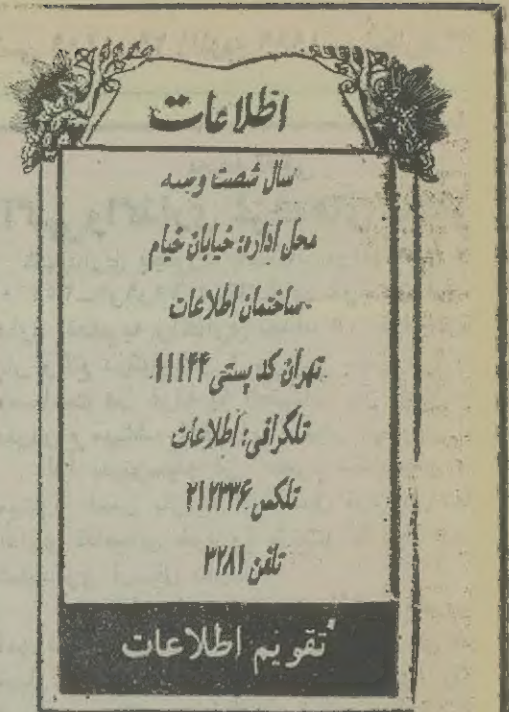 اطلاعات
سال شصت وسه
محل اداره: خیابان خیام
ساختمان اطلاعات
تهران کد پستی ۱۱۱۴۴
تلگرافی: اطلاعات
تلکس ۲۱۲۳۳۶
تلفن ۳۲۸۱
تقویم اطلاعات